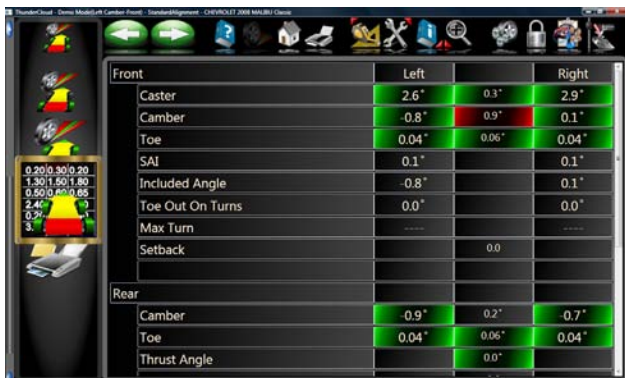 ThunderCloud - Demo Mode(Left Camber-Front) - StandardAlignment - CHEVROLET 2008 MALIBU Classic
Front Left Right
Caster 2.6° 0.3° 2.9°
Camber -0.8° 0.9° 0.1°
Toe 0.04° 0.06° 0.04°
SAI 0.1° 0.1°
Included Angle -0.8° 0.1°
Toe Out On Turns 0.0° 0.0°
Max Turn ---- ----
Setback 0.0
Rear
Camber -0.9° 0.2° -0.7°
Toe 0.04° 0.06° 0.04°
Thrust Angle 0.0°
0.20 0.30 0.20
1.30 1.50 1.80